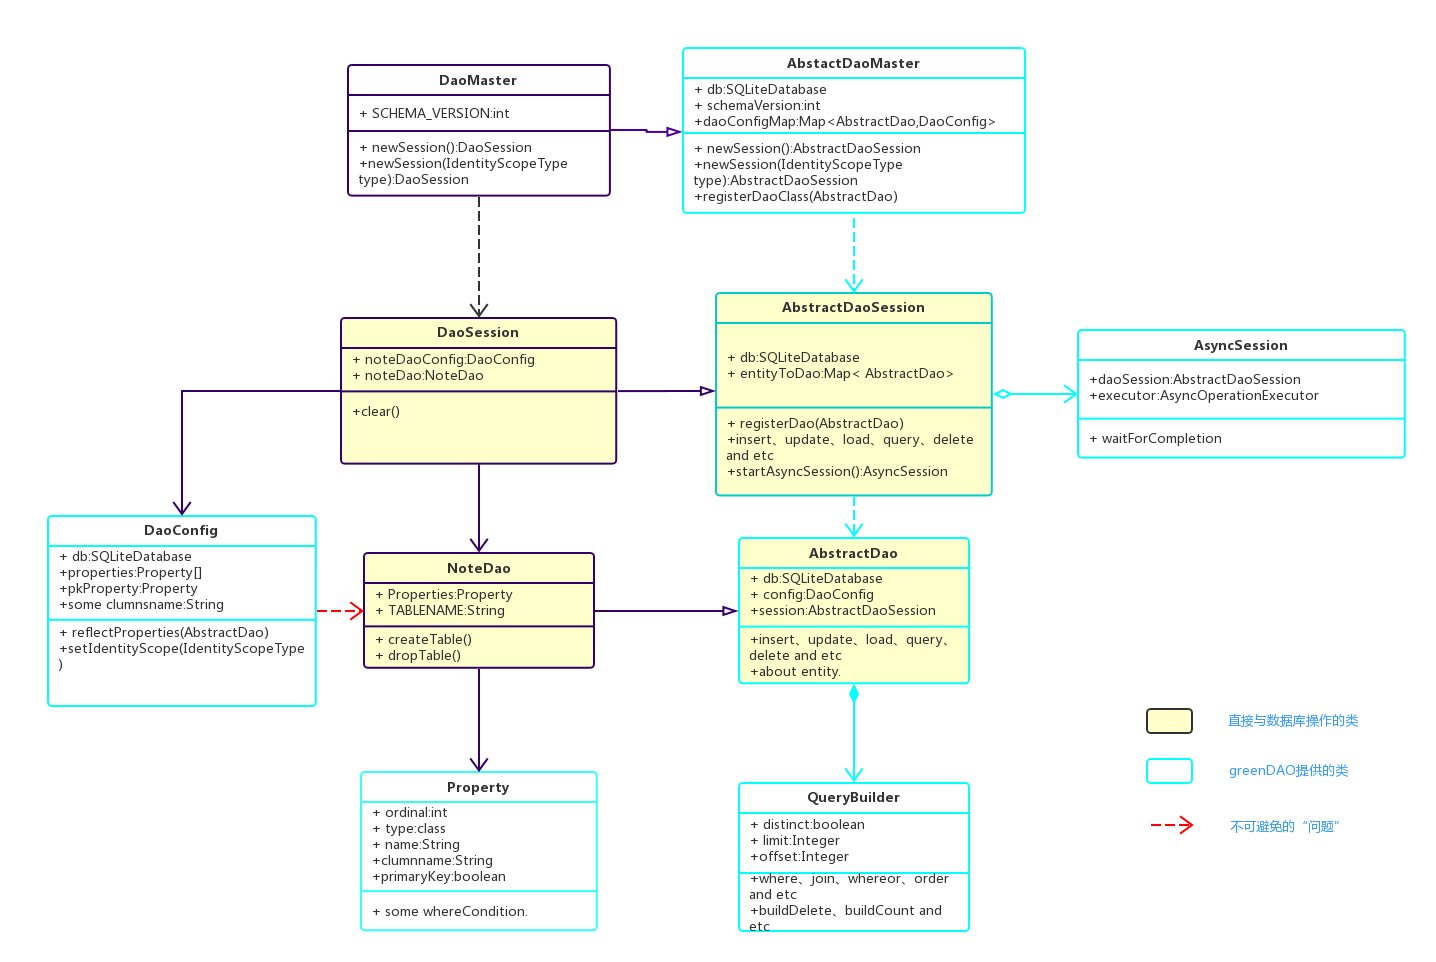 DaoMaster
+ SCHEMA_VERSION:int
+ newSession():DaoSession
+newSession(IdentityScopeType
type):DaoSession
AbstactDaoMaster
+ db:SQLiteDatabase
+ schemaVersion:int
+daoConfigMap:Map<AbstractDao,DaoConfig>
+ newSession():AbstractDaoSession
+newSession(IdentityScopeType
type):AbstractDaoSession
+registerDaoClass(AbstractDao)
DaoSession
+ noteDaoConfig:DaoConfig
+ noteDao:NoteDao
+clear()
AbstractDaoSession
+ db:SQLiteDatabase
+ entityToDao:Map< AbstractDao>
+ registerDao(AbstractDao)
+insert、update、load、query、delete
and etc
+startAsyncSession():AsyncSession
AsyncSession
+daoSession:AbstractDaoSession
+executor:AsyncOperationExecutor
+ waitForCompletion
DaoConfig
+ db:SQLiteDatabase
+properties:Property[]
+pkProperty:Property
+some clumnsname:String
+ reflectProperties(AbstractDao)
+setIdentityScope(IdentityScopeType
)
NoteDao
+ Properties:Property
+ TABLENAME:String
+ createTable()
+ dropTable()
AbstractDao
+ db:SQLiteDatabase
+ config:DaoConfig
+session:AbstractDaoSession
+insert、update、load、query、
delete and etc
+about entity.
Property
+ ordinal:int
+ type:class
+ name:String
+clumnname:String
+primaryKey:boolean
+ some whereCondition.
QueryBuilder
+ distinct:boolean
+ limit:Integer
+offset:Integer
+where、join、whereor、order
and etc
+buildDelete、buildCount and
etc
直接与数据库操作的类
greenDAO提供的类
不可避免的“问题”